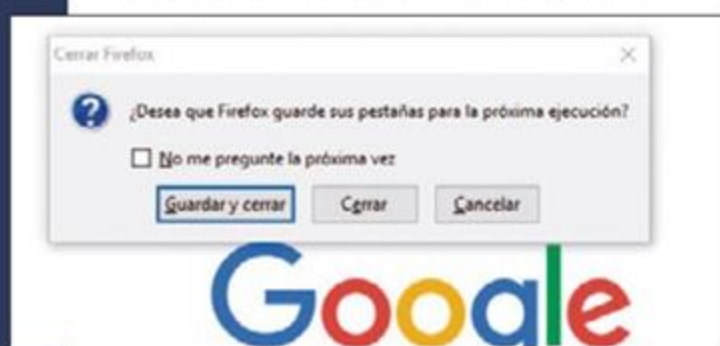 Cerrar Firefox
¿Desea que Firefox guarde sus pestañas para la próxima ejecución?
No me pregunte la próxima vez
Guardar y cerrar Cerrar Cancelar
Google